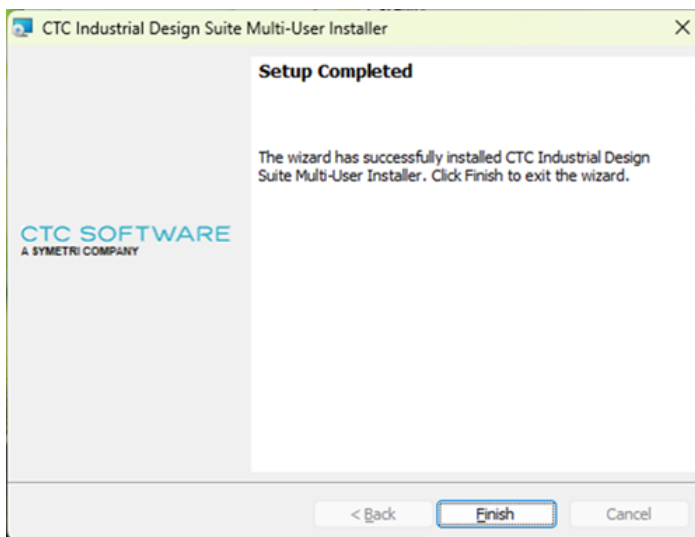 CTC Industrial Design Suite Multi-User Installer
Setup Completed
The wizard has successfully installed CTC Industrial Design
Suite Multi-User Installer. Click Finish to exit the wizard.
CTC SOFTWARE
A SYMETRI COMPANY
< Back
Finish
Cancel